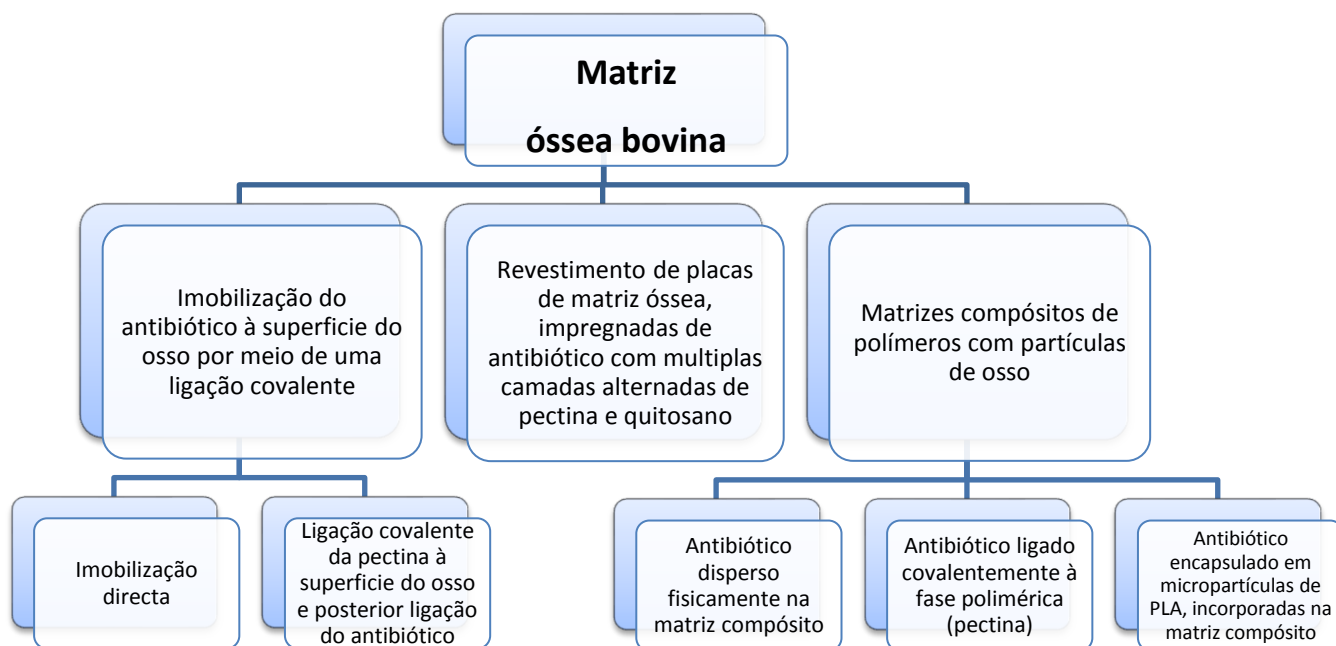 Matriz
óssea bovina
Imobilização do
antibiótico à superficie do
osso por meio de uma
ligação covalente
Revestimento de placas
de matriz óssea,
impregnadas de
antibiótico com multiplas
camadas alternadas de
pectina e quitosano
Matrizes compósitos de
polímeros com partículas
de osso
Imobilização
directa
Ligação covalente
da pectina à
superficie do osso
e posterior ligação
do antibiótico
Antibiótico
disperso
fisicamente na
matriz compósito
Antibiótico ligado
covalentemente à
fase polimérica
(pectina)
Antibiótico
encapsulado em
micropartículas de
PLA, incorporadas na
matriz compósito